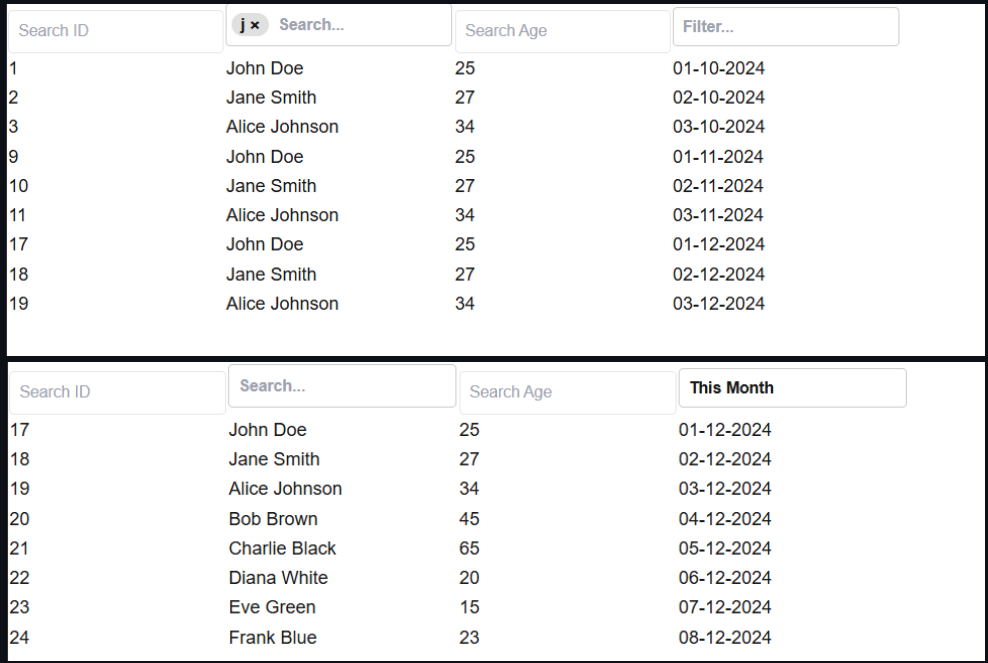 Search ID j × Search... Search Age Filter...
1 John Doe 25 01-10-2024
2 Jane Smith 27 02-10-2024
3 Alice Johnson 34 03-10-2024
9 John Doe 25 01-11-2024
10 Jane Smith 27 02-11-2024
11 Alice Johnson 34 03-11-2024
17 John Doe 25 01-12-2024
18 Jane Smith 27 02-12-2024
19 Alice Johnson 34 03-12-2024
Search ID Search... Search Age This Month
17 John Doe 25 01-12-2024
18 Jane Smith 27 02-12-2024
19 Alice Johnson 34 03-12-2024
20 Bob Brown 45 04-12-2024
21 Charlie Black 65 05-12-2024
22 Diana White 20 06-12-2024
23 Eve Green 15 07-12-2024
24 Frank Blue 23 08-12-2024